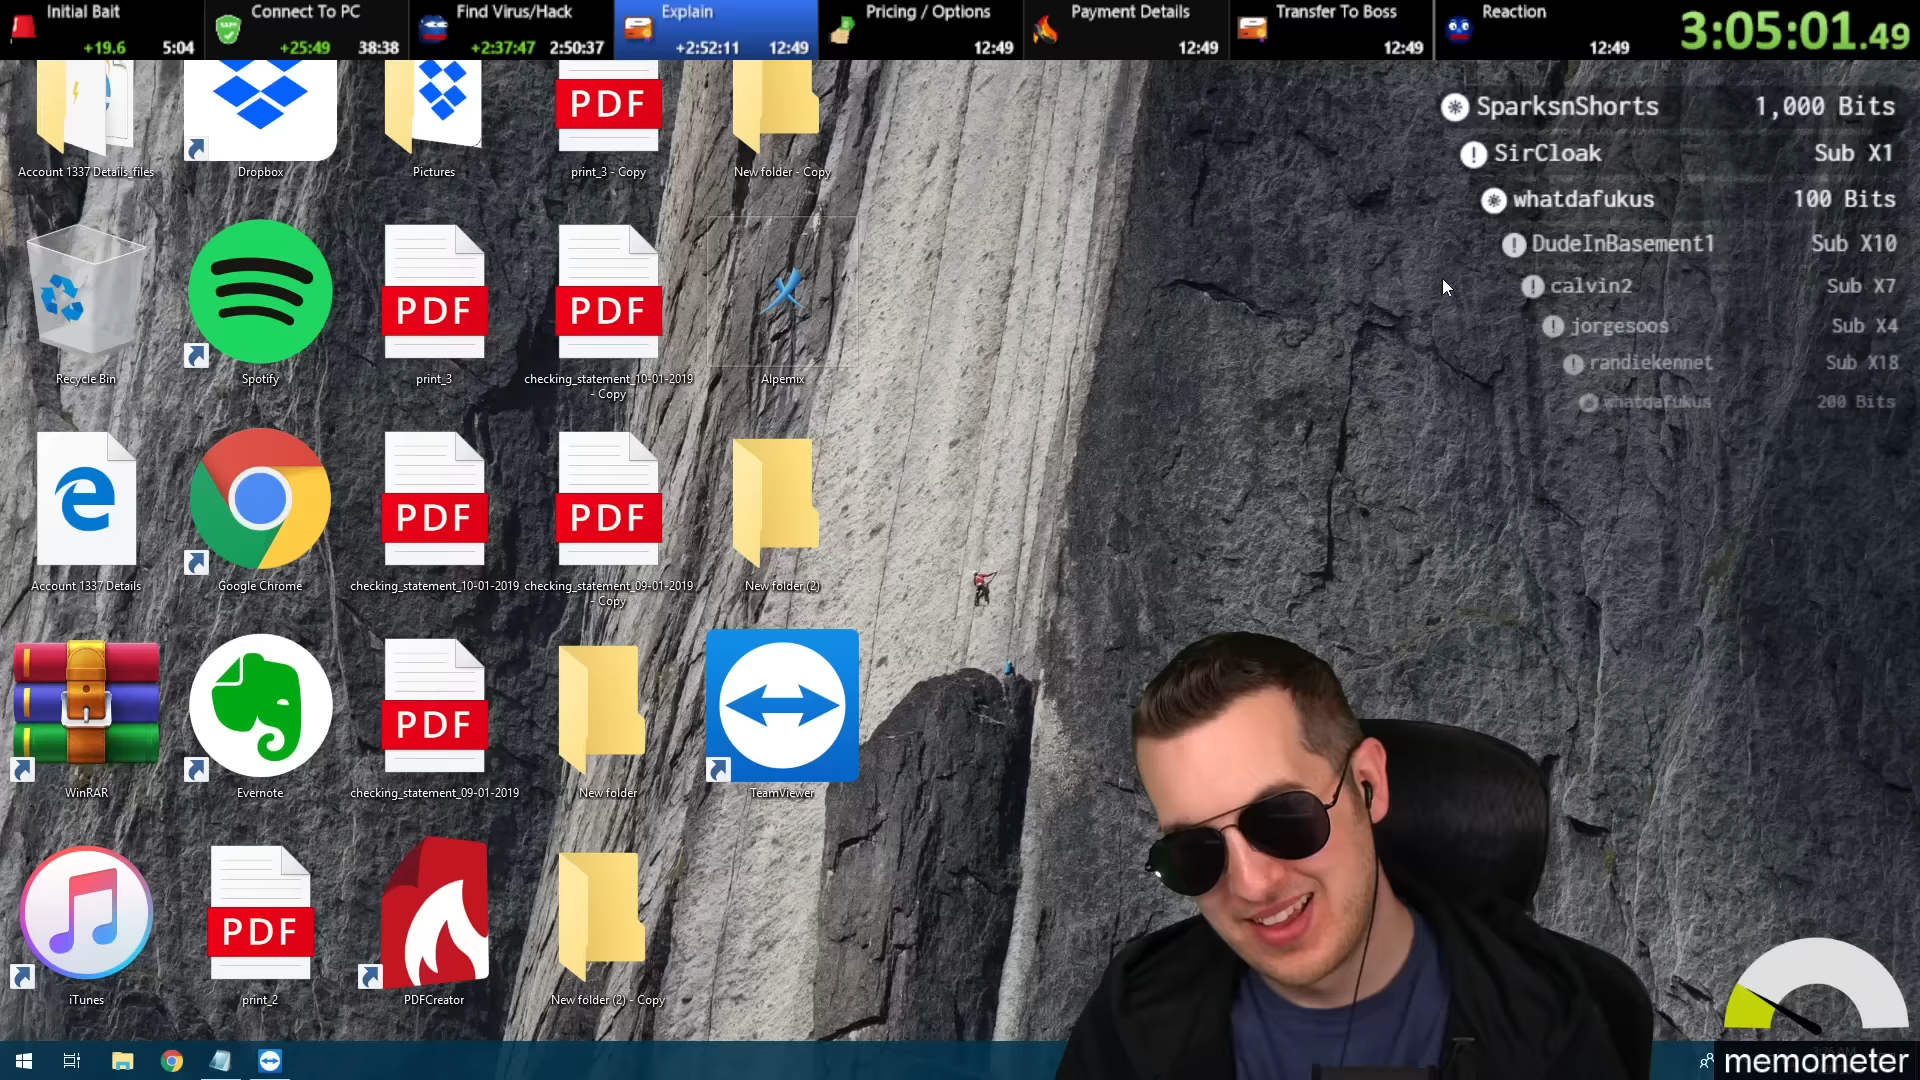 Initial Bait
+19.6 5:04
Connect To PC
+25:49 38:38
Find Virus/Hack
+2:37:47 2:50:37
Explain
+2:52:11 12:49
Pricing / Options
12:49
Payment Details
12:49
Transfer To Boss
12:49
Reaction
12:49
3:05:01.49
SparksnShorts 1,000 Bits
SirCloak Sub X1
whatdafukus 100 Bits
DudeInBasement1 Sub X10
calvin2 Sub X7
jorgesoos Sub X4
randiekennet Sub X18
whatdafukus 200 Bits
PDF
Account 1337 Details_files
Dropbox
Pictures
print_3 - Copy
New folder - Copy
PDF
PDF
Recycle Bin
Spotify
print_3
checking_statement_10-01-2019
- Copy
Alpemix
PDF
PDF
Account 1337 Details
Google Chrome
checking_statement_10-01-2019
checking_statement_09-01-2019
- Copy
New folder (2)
PDF
WinRAR
Evernote
checking_statement_09-01-2019
New folder
TeamViewer
PDF
iTunes
print_2
PDFCreator
New folder (2) - Copy
memometer